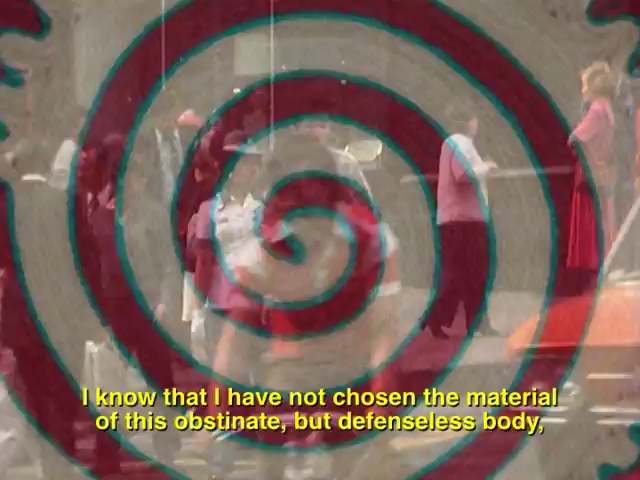 I know that I have not chosen the material
of this obstinate, but defenseless body,